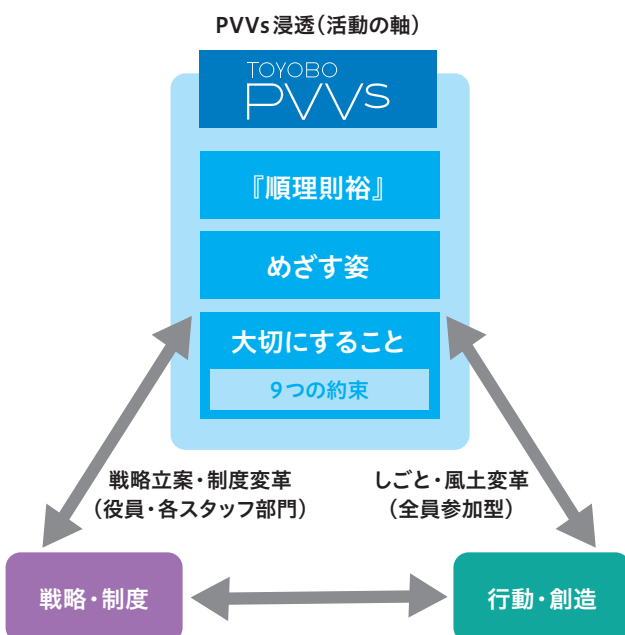 PVVs浸透(活動の軸)
TOYOBO
PVVS
『順理則裕』
めざす姿
大切にすること
9つの約束
戦略立案・制度変革
(役員・各スタッフ部門)
しごと・風土変革
(全員参加型)
戦略・制度
行動・創造